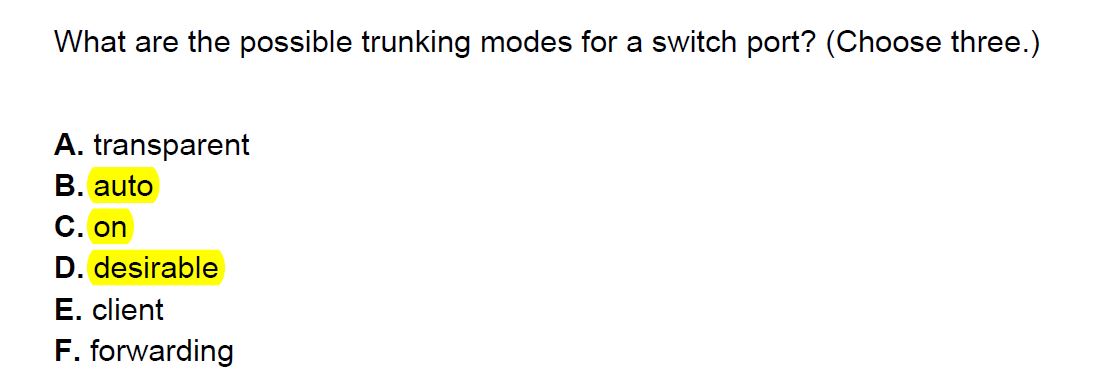 What are the possible trunking modes for a switch port? (Choose three.)
A. transparent
B. auto
C. on
D. desirable
E. client
F. forwarding